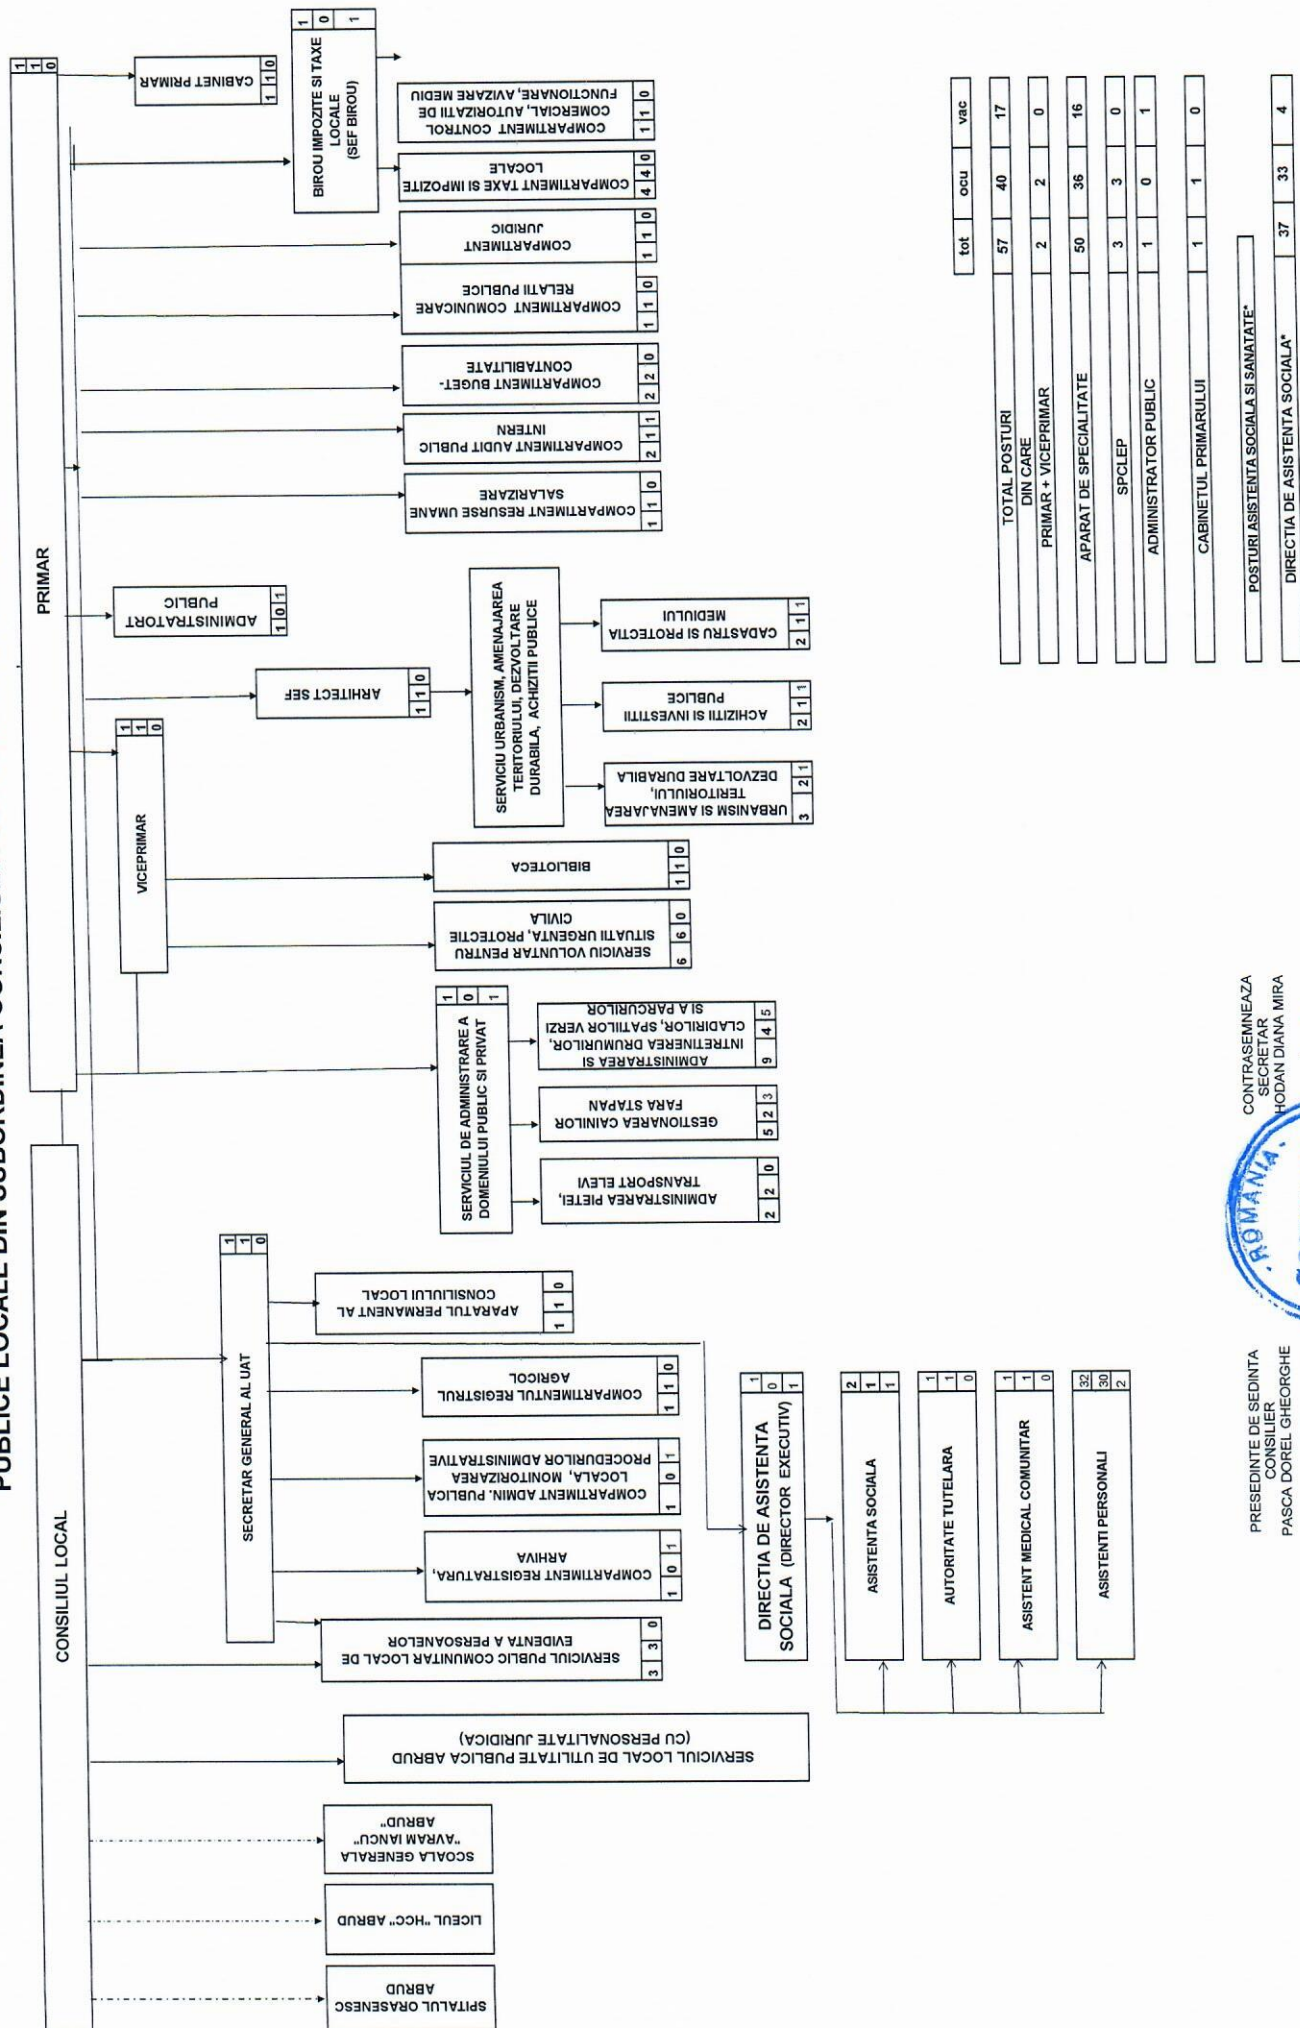 PUBLICE LOCALE DIN SUBORDINEA
CONSILIUL LOCAL
PRIMAR
1
1
0
CABINET PRIMAR
1 1 0
VICEPRIMAR
1
1
0
ADMINISTRATORT
PUBLIC
1 0 1
ARHITECT SEF
1 1 0
SECRETAR GENERAL AL UAT
1
1
0
BIROU IMPOZITE SI TAXE
LOCALE
(SEF BIROU)
1
0
1
SPITALUL ORASENESC
ABRUD
LICEUL "HCC" ABRUD
SCOALA GENERALA
"AVRAM IANCU"
ABRUD"
SERVICIUL LOCAL DE UTILITATE PUBLICA ABRUD
(CU PERSONALITATE JURIDICA)
SERVICIUL PUBLIC COMUNITAR LOCAL DE
EVIDENTA A PERSOANELOR
3 3 0
COMPARTIMENT REGISTRATURA,
ARHIVA
1 0 1
COMPARTIMENT ADMIN. PUBLICA
LOCALA, MONITORIZAREA
PROCEDURILOR ADMINISTRATIVE
1 0 1
COMPARTIMENTUL REGISTRUL
AGRICOL
1 1 0
APARATUL PERMANENT AL
CONSILIULUI LOCAL
1 1 0
SERVICIUL DE ADMINISTRARE A
DOMENIULUI PUBLIC SI PRIVAT
1
0
1
ADMINISTRAREA PIETEI,
TRANSPORT ELEVI
2 2 0
GESTIONAREA CAINILOR
FARA STAPAN
5 2 3
ADMINISTRAREA SI
INTRETINEREA DRUMURILOR,
CLADIRILOR, SPATIILOR VERZI
SI A PARCURILOR
9 4 5
SERVICIU VOLUNTAR PENTRU
SITUATII URGENTA, PROTECTIE
CIVILA
6 6 0
BIBLIOTECA
1 1 0
SERVICIU URBANISM, AMENAJAREA
TERITORIULUI, DEZVOLTARE
DURABILA, ACHIZITII PUBLICE
URBANISM SI AMENAJAREA
TERITORIULUI,
DEZVOLTARE DURABILA
3 2 1
ACHIZITII SI INVESTITII
PUBLICE
2 1 1
CADASTRU SI PROTECTIA
MEDIULUI
2 1 1
COMPARTIMENT RESURSE UMANE
SALARIZARE
1 1 0
COMPARTIMENT AUDIT PUBLIC
INTERN
2 1 1
COMPARTIMENT BUGET-
CONTABILITATE
2 2 0
COMPARTIMENT COMUNICARE
RELATII PUBLICE
1 1 0
COMPARTIMENT
JURIDIC
1 1 0
COMPARTIMENT TAXE SI IMPOZITE
LOCALE
4 4 0
COMPARTIMENT CONTROL
COMERCIAL, AUTORIZATII DE
FUNCTIONARE, AVIZARE MEDIU
1 1 0
DIRECTIA DE ASISTENTA
SOCIALA (DIRECTOR EXECUTIV)
1
0
1
ASISTENTA SOCIALA
2
1
1
AUTORITATE TUTELARA
1
1
0
ASISTENT MEDICAL COMUNITAR
1
1
0
ASISTENTI PERSONALI
32
30
2
tot ocu vac
TOTAL POSTURI 57 40 17
DIN CARE
PRIMAR + VICEPRIMAR 2 2 0
APARAT DE SPECIALITATE 50 36 16
SPCLEP 3 3 0
ADMINISTRATOR PUBLIC 1 0 1
CABINETUL PRIMARULUI 1 1 0
POSTURI ASISTENTA SOCIALA SI SANATATE*
DIRECTIA DE ASISTENTA SOCIALA* 37 33 4
PRESEDINTE DE SEDINTA
CONSILIER
PASCA DOREL GHEORGHE
CONTRASEMNEAZA
SECRETAR
HODAN DIANA MIRA
ROMANIA